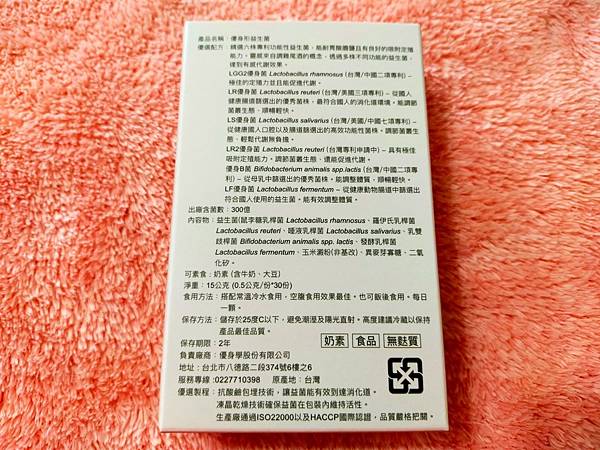 產品名稱：優身形益生菌
優選配方：精選六株專利功能性益生菌，能耐胃酸膽鹽且有良好的吸附定殖
能力。靈感來自調雞尾酒的概念，透過多株不同功能的益生菌，
達到有感代謝效果。
LGG2優身菌 Lactobacillus rhamnosus (台灣/中國二項專利) –
極佳的定殖力並且能促進代謝。
LR優身菌 Lactobacillus reuteri (台灣/美國三項專利) – 從國人
健康腸道篩選出的優秀菌株，最符合國人的消化道環境。能調節
菌叢生態、順暢輕快。
LS優身菌 Lactobacillus salivarius (台灣/美國/中國七項專利) –
從健康國人口腔以及腸道篩選出的高效功能性菌株。調節菌叢生
態、輕鬆代謝無負擔。
LR2優身菌 Lactobacillus reuteri (台灣專利申請中) – 具有極佳
吸附定殖能力。調節菌叢生態、還能促進代謝。
優身B菌 Bifidobacterium animalis spp.lactis (台灣/中國二項專
利) – 從母乳中篩選出的優秀菌株。能調整體質，順暢輕快。
LF優身菌 Lactobacillus fermentum – 從健康動物腸道中篩選出
符合國人使用的益生菌。能有效調整體質。
出廠含菌數：300億
內容物：益生菌(鼠李糖乳桿菌 Lactobacillus rhamnosus、羅伊氏乳桿菌
Lactobacillus reuteri、唾液乳桿菌 Lactobacillus salivarius、乳雙
歧桿菌 Bifidobacterium animalis spp. lactis、發酵乳桿菌
Lactobacillus fermentum、玉米澱粉(非基改)、異麥芽寡糖、二氧
化矽。
可素食：奶素 (含牛奶、大豆)
淨重：15公克 (0.5公克/份*30份)
食用方法：搭配常溫冷水食用，空腹食用效果最佳。也可飯後食用。每日
一顆。
保存方法：儲存於25度C以下，避免潮溼及陽光直射。高度建議冷藏以保持
產品最佳品質。
保存期限：2年
奶素 食品 無麩質
負責廠商：優身學股份有限公司
地址：台北市八德路二段374號6樓之6
服務專線 :0227710398 原產地：台灣
優選製程：抗酸鹼包埋技術，讓益菌能有效到達消化道。
凍晶乾燥技術確保益菌在包裝內維持活性。
生產廠通過ISO22000以及HACCP國際認證，品質嚴格把關。